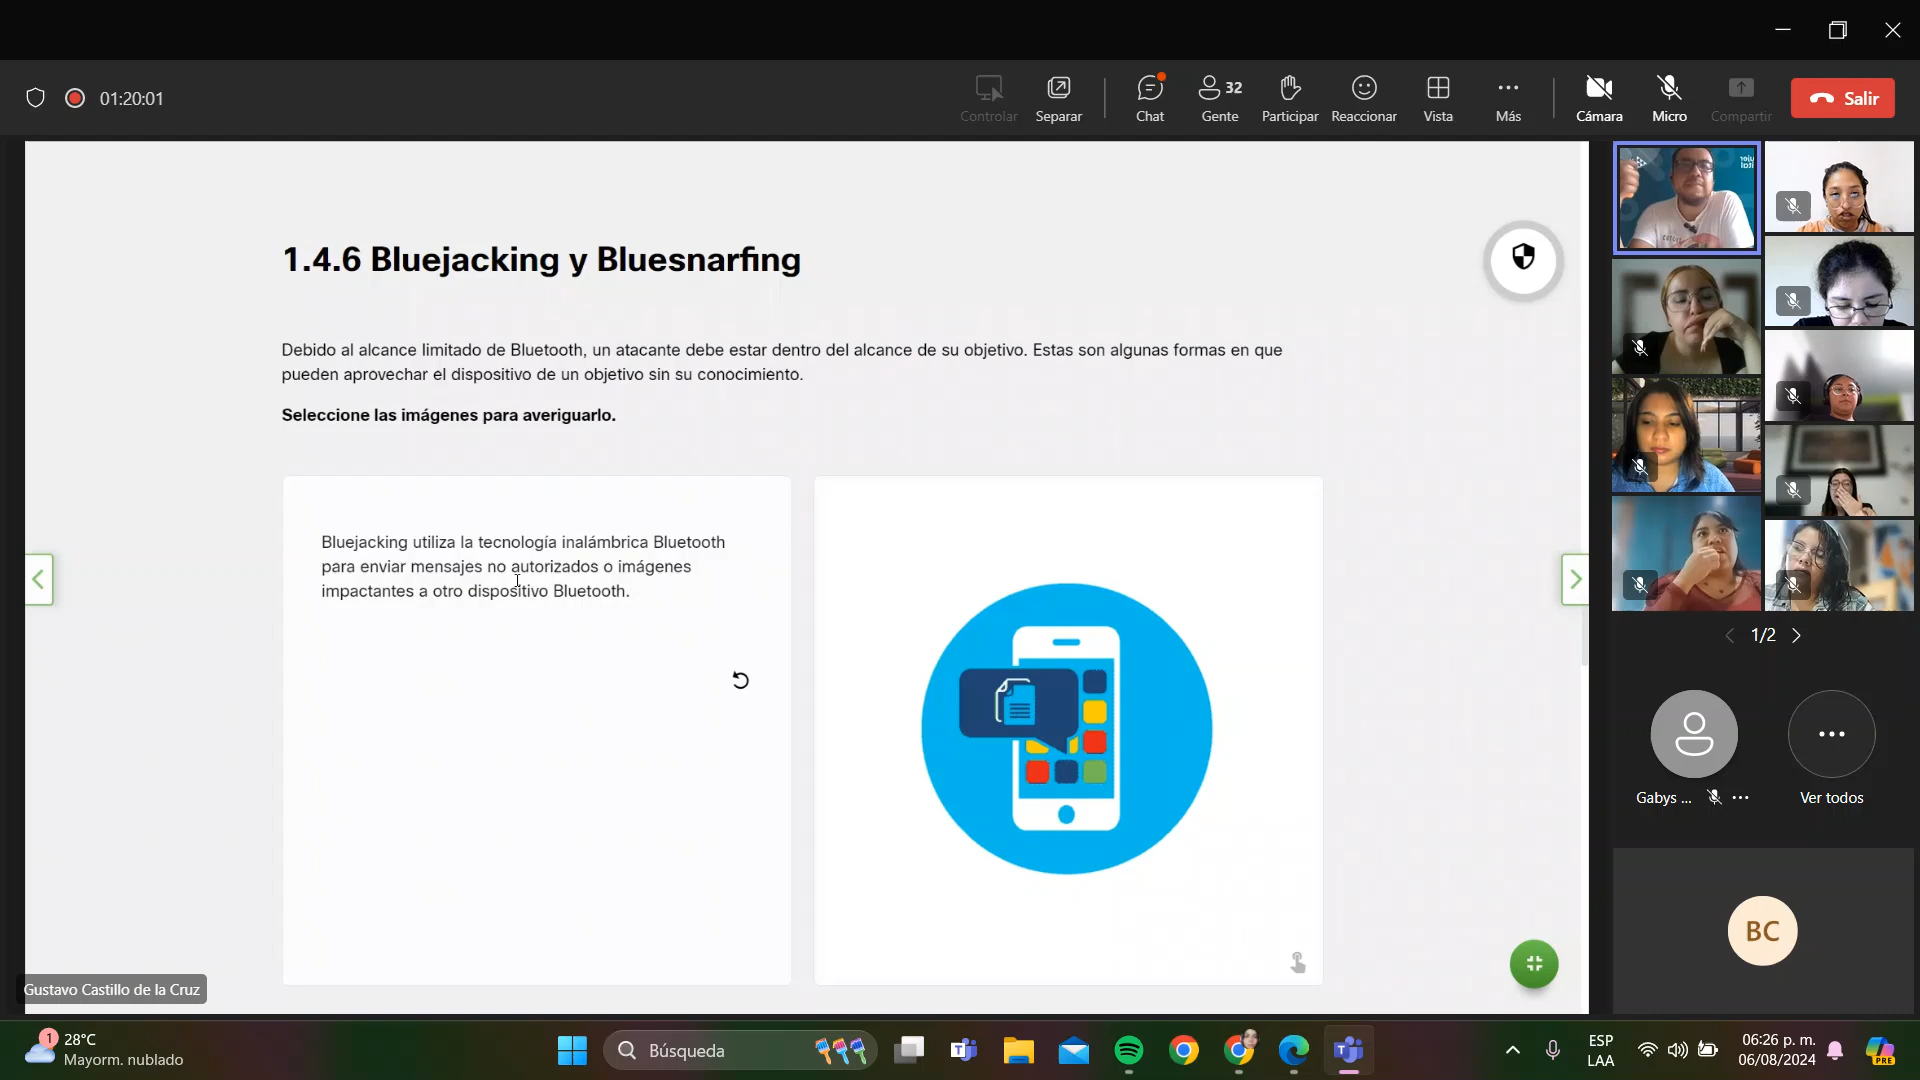 01:20:01
Controlar
Separar
Chat
32
Gente
Participar
Reaccionar
Vista
Más
Cámara
Micro
Compartir
Salir
1.4.6 Bluejacking y Bluesnarfing
Debido al alcance limitado de Bluetooth, un atacante debe estar dentro del alcance de su objetivo. Estas son algunas formas en que
pueden aprovechar el dispositivo de un objetivo sin su conocimiento.
Seleccione las imágenes para averiguarlo.
Bluejacking utiliza la tecnología inalámbrica Bluetooth
para enviar mensajes no autorizados o imágenes
impactantes a otro dispositivo Bluetooth.
Gustavo Castillo de la Cruz
1/2
Gabys ...
Ver todos
BC
1
28°C
Mayorm. nublado
Búsqueda
ESP
LAA
06:26 p. m.
06/08/2024
PRE